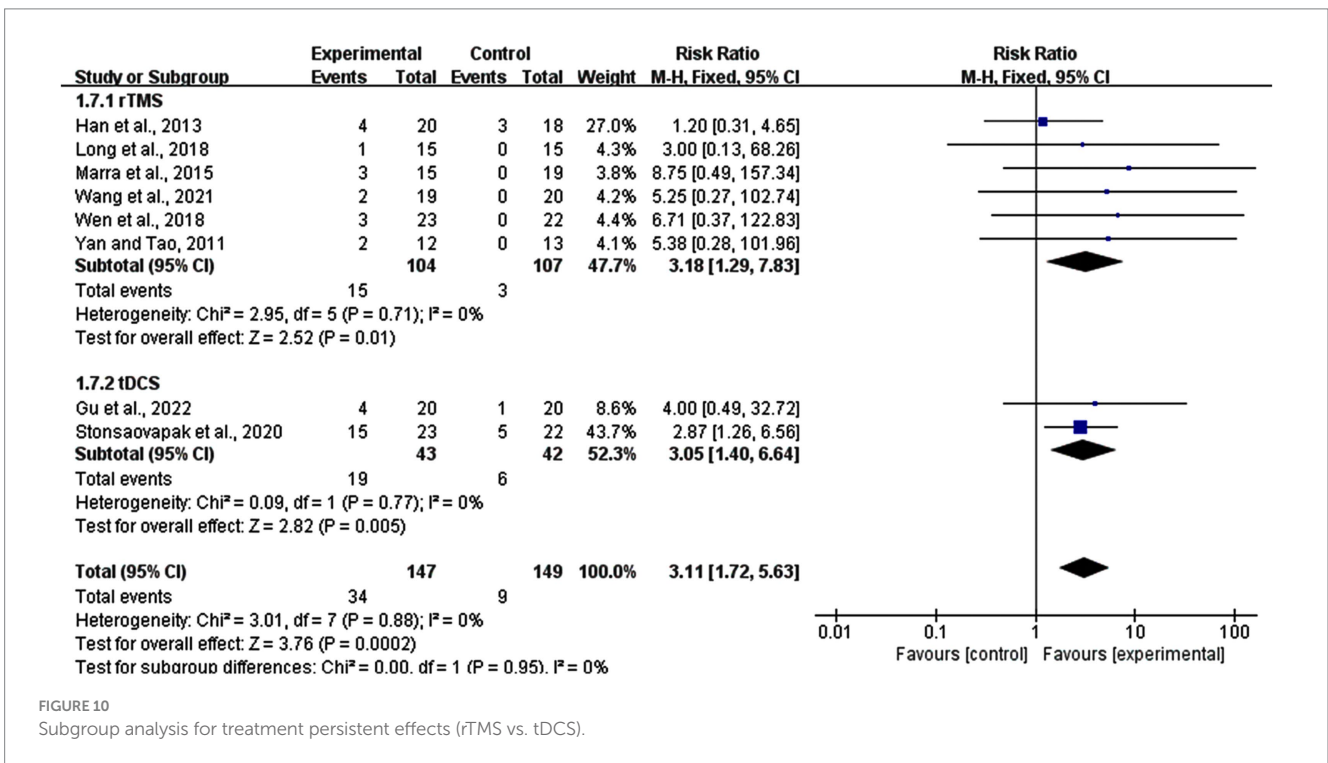 Experimental Control Risk Ratio Risk Ratio
Study or Subgroup Events Total Events Total Weight M-H, Fixed, 95% CI M-H, Fixed, 95% CI
1.7.1 rTMS
Han et al., 2013 4 20 3 18 27.0% 1.20 [0.31, 4.65]
Long et al., 2018 1 15 0 15 4.3% 3.00 [0.13, 68.26]
Marra et al., 2015 3 15 0 19 3.8% 8.75 [0.49, 157.34]
Wang et al., 2021 2 19 0 20 4.2% 5.25 [0.27, 102.74]
Wen et al., 2018 3 23 0 22 4.4% 6.71 [0.37, 122.83]
Yan and Tao, 2011 2 12 0 13 4.1% 5.38 [0.28, 101.96]
Subtotal (95% CI) 104 107 47.7% 3.18 [1.29, 7.83]
Total events 15 3
Heterogeneity: Chi² = 2.95, df = 5 (P = 0.71); I² = 0%
Test for overall effect: Z = 2.52 (P = 0.01)
1.7.2 tDCS
Gu et al., 2022 4 20 1 20 8.6% 4.00 [0.49, 32.72]
Stonsaovapak et al., 2020 15 23 5 22 43.7% 2.87 [1.26, 6.56]
Subtotal (95% CI) 43 42 52.3% 3.05 [1.40, 6.64]
Total events 19 6
Heterogeneity: Chi² = 0.09, df = 1 (P = 0.77); I² = 0%
Test for overall effect: Z = 2.82 (P = 0.005)
Total (95% CI) 147 149 100.0% 3.11 [1.72, 5.63]
Total events 34 9
Heterogeneity: Chi² = 3.01, df = 7 (P = 0.88); I² = 0%
Test for overall effect: Z = 3.76 (P = 0.0002)
Test for subgroup differences: Chi² = 0.00, df = 1 (P = 0.95), I² = 0%
0.01 0.1 1 10 100
Favours [control] Favours [experimental]
FIGURE 10
Subgroup analysis for treatment persistent effects (rTMS vs. tDCS).